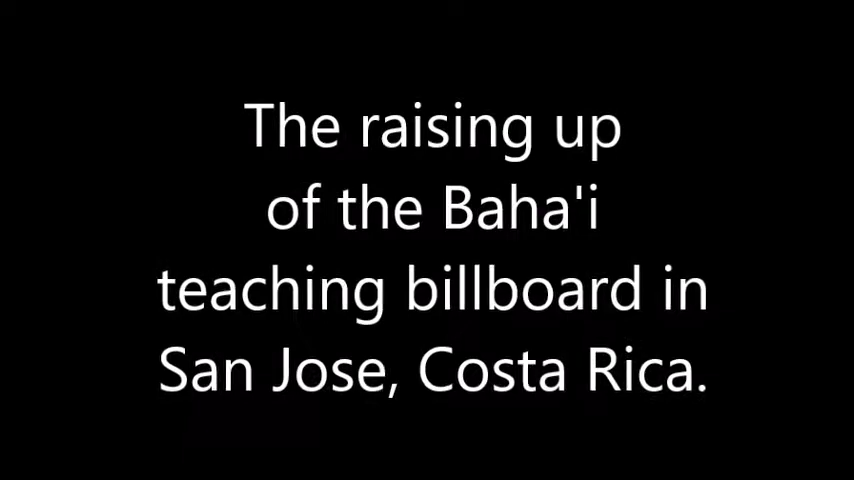 The raising up
of the Baha'i
teaching billboard in
San Jose, Costa Rica.